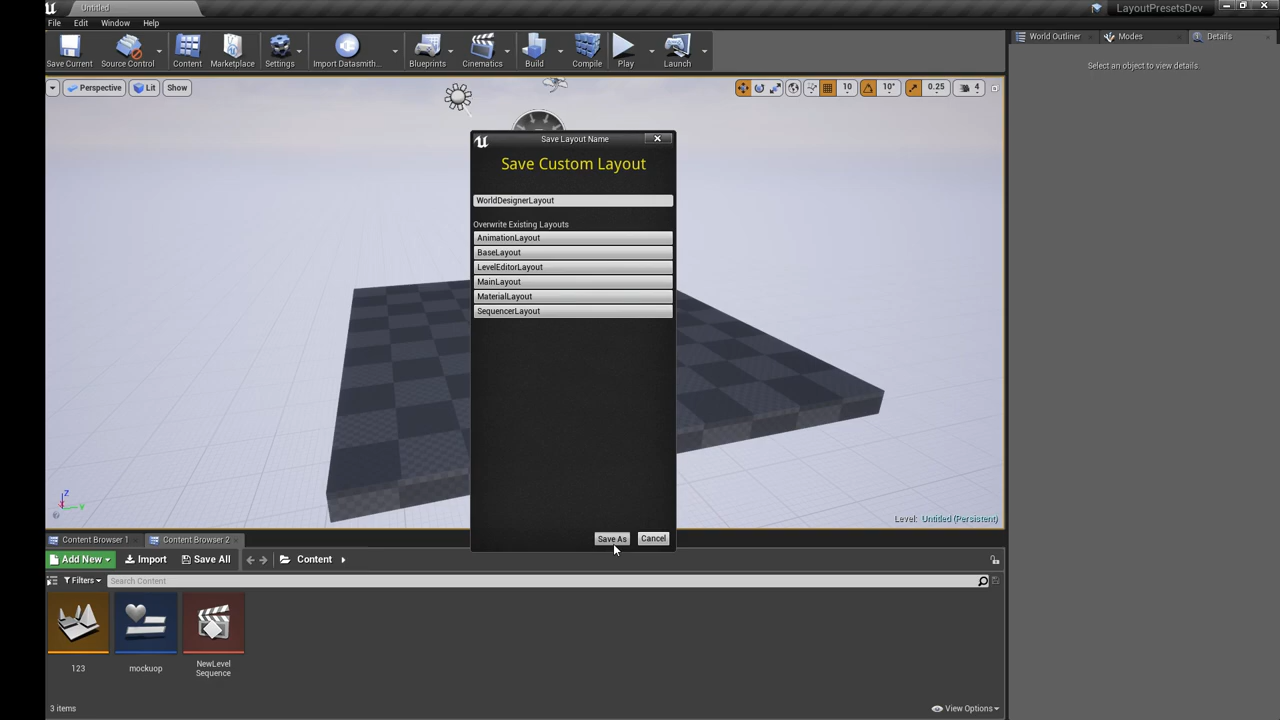 Untitled
LayoutPresetsDev
File Edit Window Help
World Outliner Modes Details
Save Current Source Control Content Marketplace Settings Import Datasmith... Blueprints Cinematics Build Compile Play Launch
Select an object to view details.
Perspective Lit Show 10 10° 0.25 4
Save Layout Name
Save Custom Layout
WorldDesignerLayout
Overwrite Existing Layouts
AnimationLayout
BaseLayout
LevelEditorLayout
MainLayout
MaterialLayout
SequencerLayout
Z
Y
Level: Untitled (Persistent)
Save As Cancel
Content Browser 1 Content Browser 2
Add New Import Save All Content
Filters Search Content
123 mockuop NewLevel
Sequence
3 items View Options